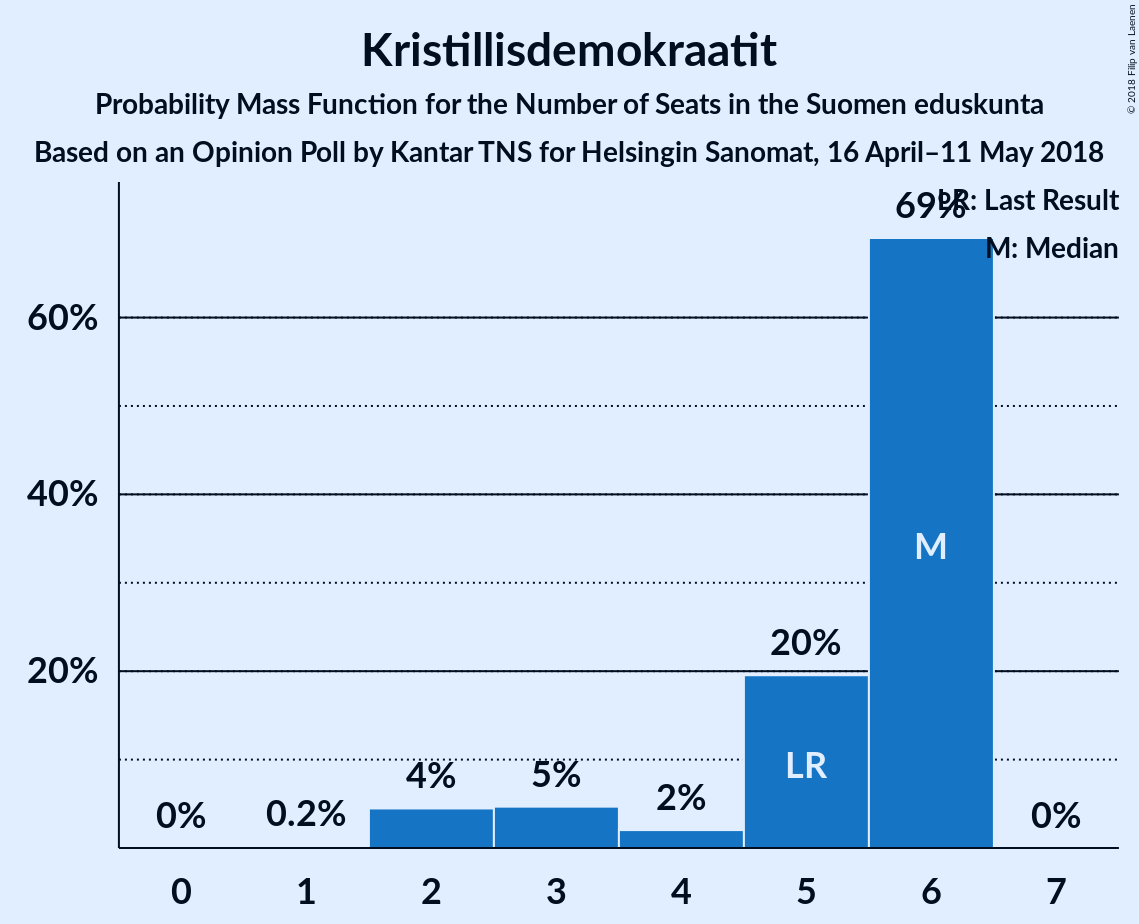 Kristillisdemokraatit
Probability Mass Function for the Number of Seats in the Suomen eduskunta
Based on an Opinion Poll by Kantar TNS for Helsingin Sanomat, 16 April–11 May 2018
© 2018 Filip van Laenen
LR: Last Result
M: Median
69%
60%
40%
M
20%
20%
LR
4%
5%
2%
0%
0.2%
0%
0 1 2 3 4 5 6 7